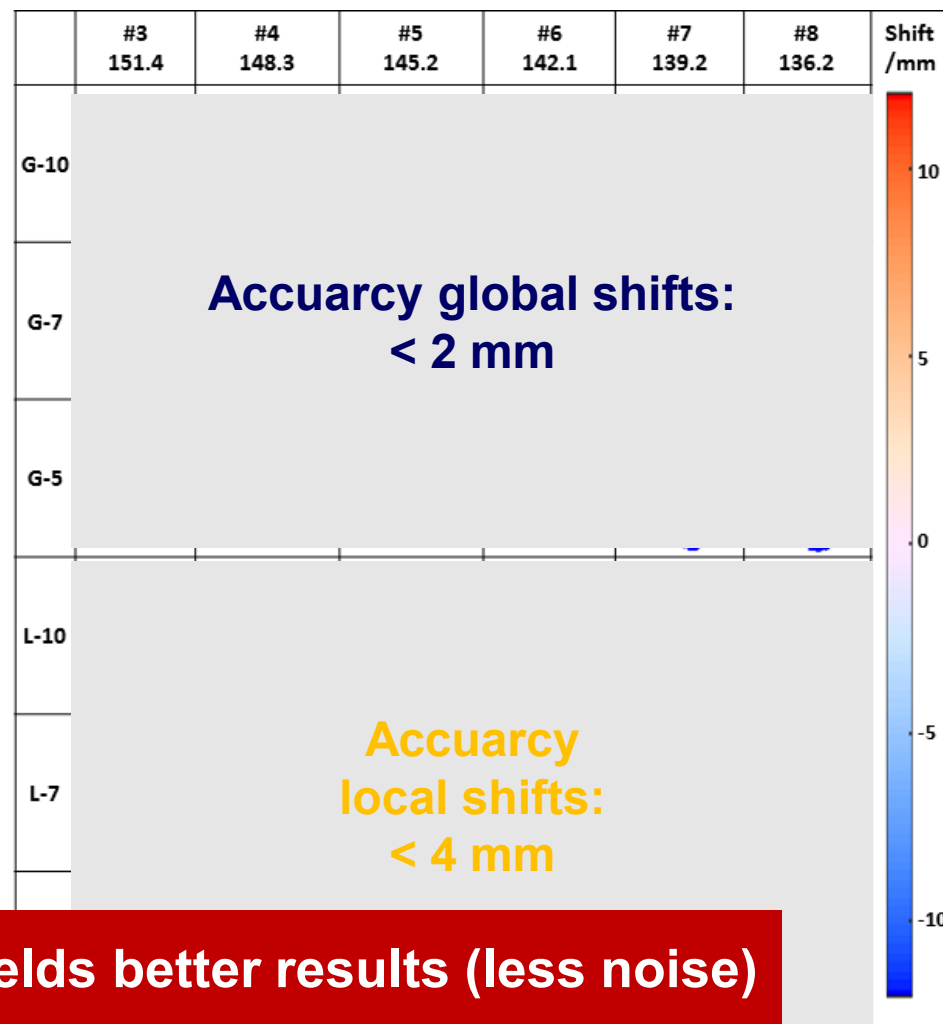 #3 #4 #5 #6 #7 #8 Shift
151.4 148.3 145.2 142.1 139.2 136.2 /mm
G-10
10
Accuarcy global shifts:
G-7
< 2 mm
5
G-5
0
L-10
-5
Accuarcy
L-7
local shifts:
< 4 mm
-10
better results (less noise)